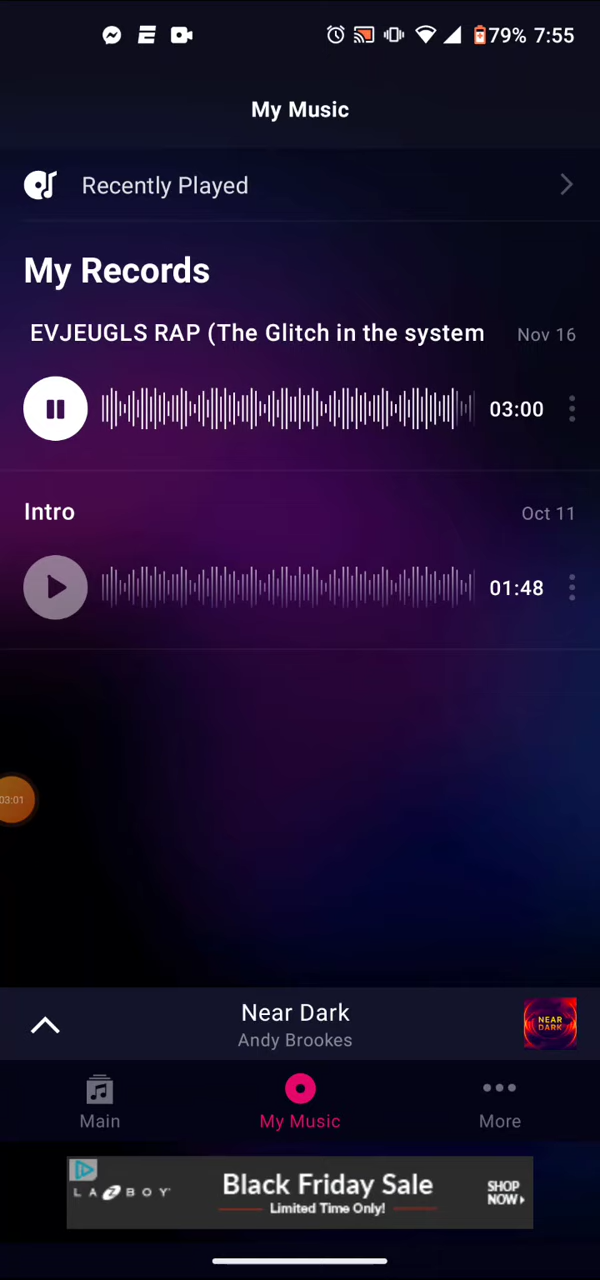 79% 7:55
My Music
Recently Played
My Records
EVJEUGLS RAP (The Glitch in the system
Nov 16
03:00
Intro
Oct 11
01:48
03:01
Near Dark
Andy Brookes
NEAR
DARK
Main
My Music
More
LA Z BOY
Black Friday Sale
Limited Time Only!
SHOP
NOW